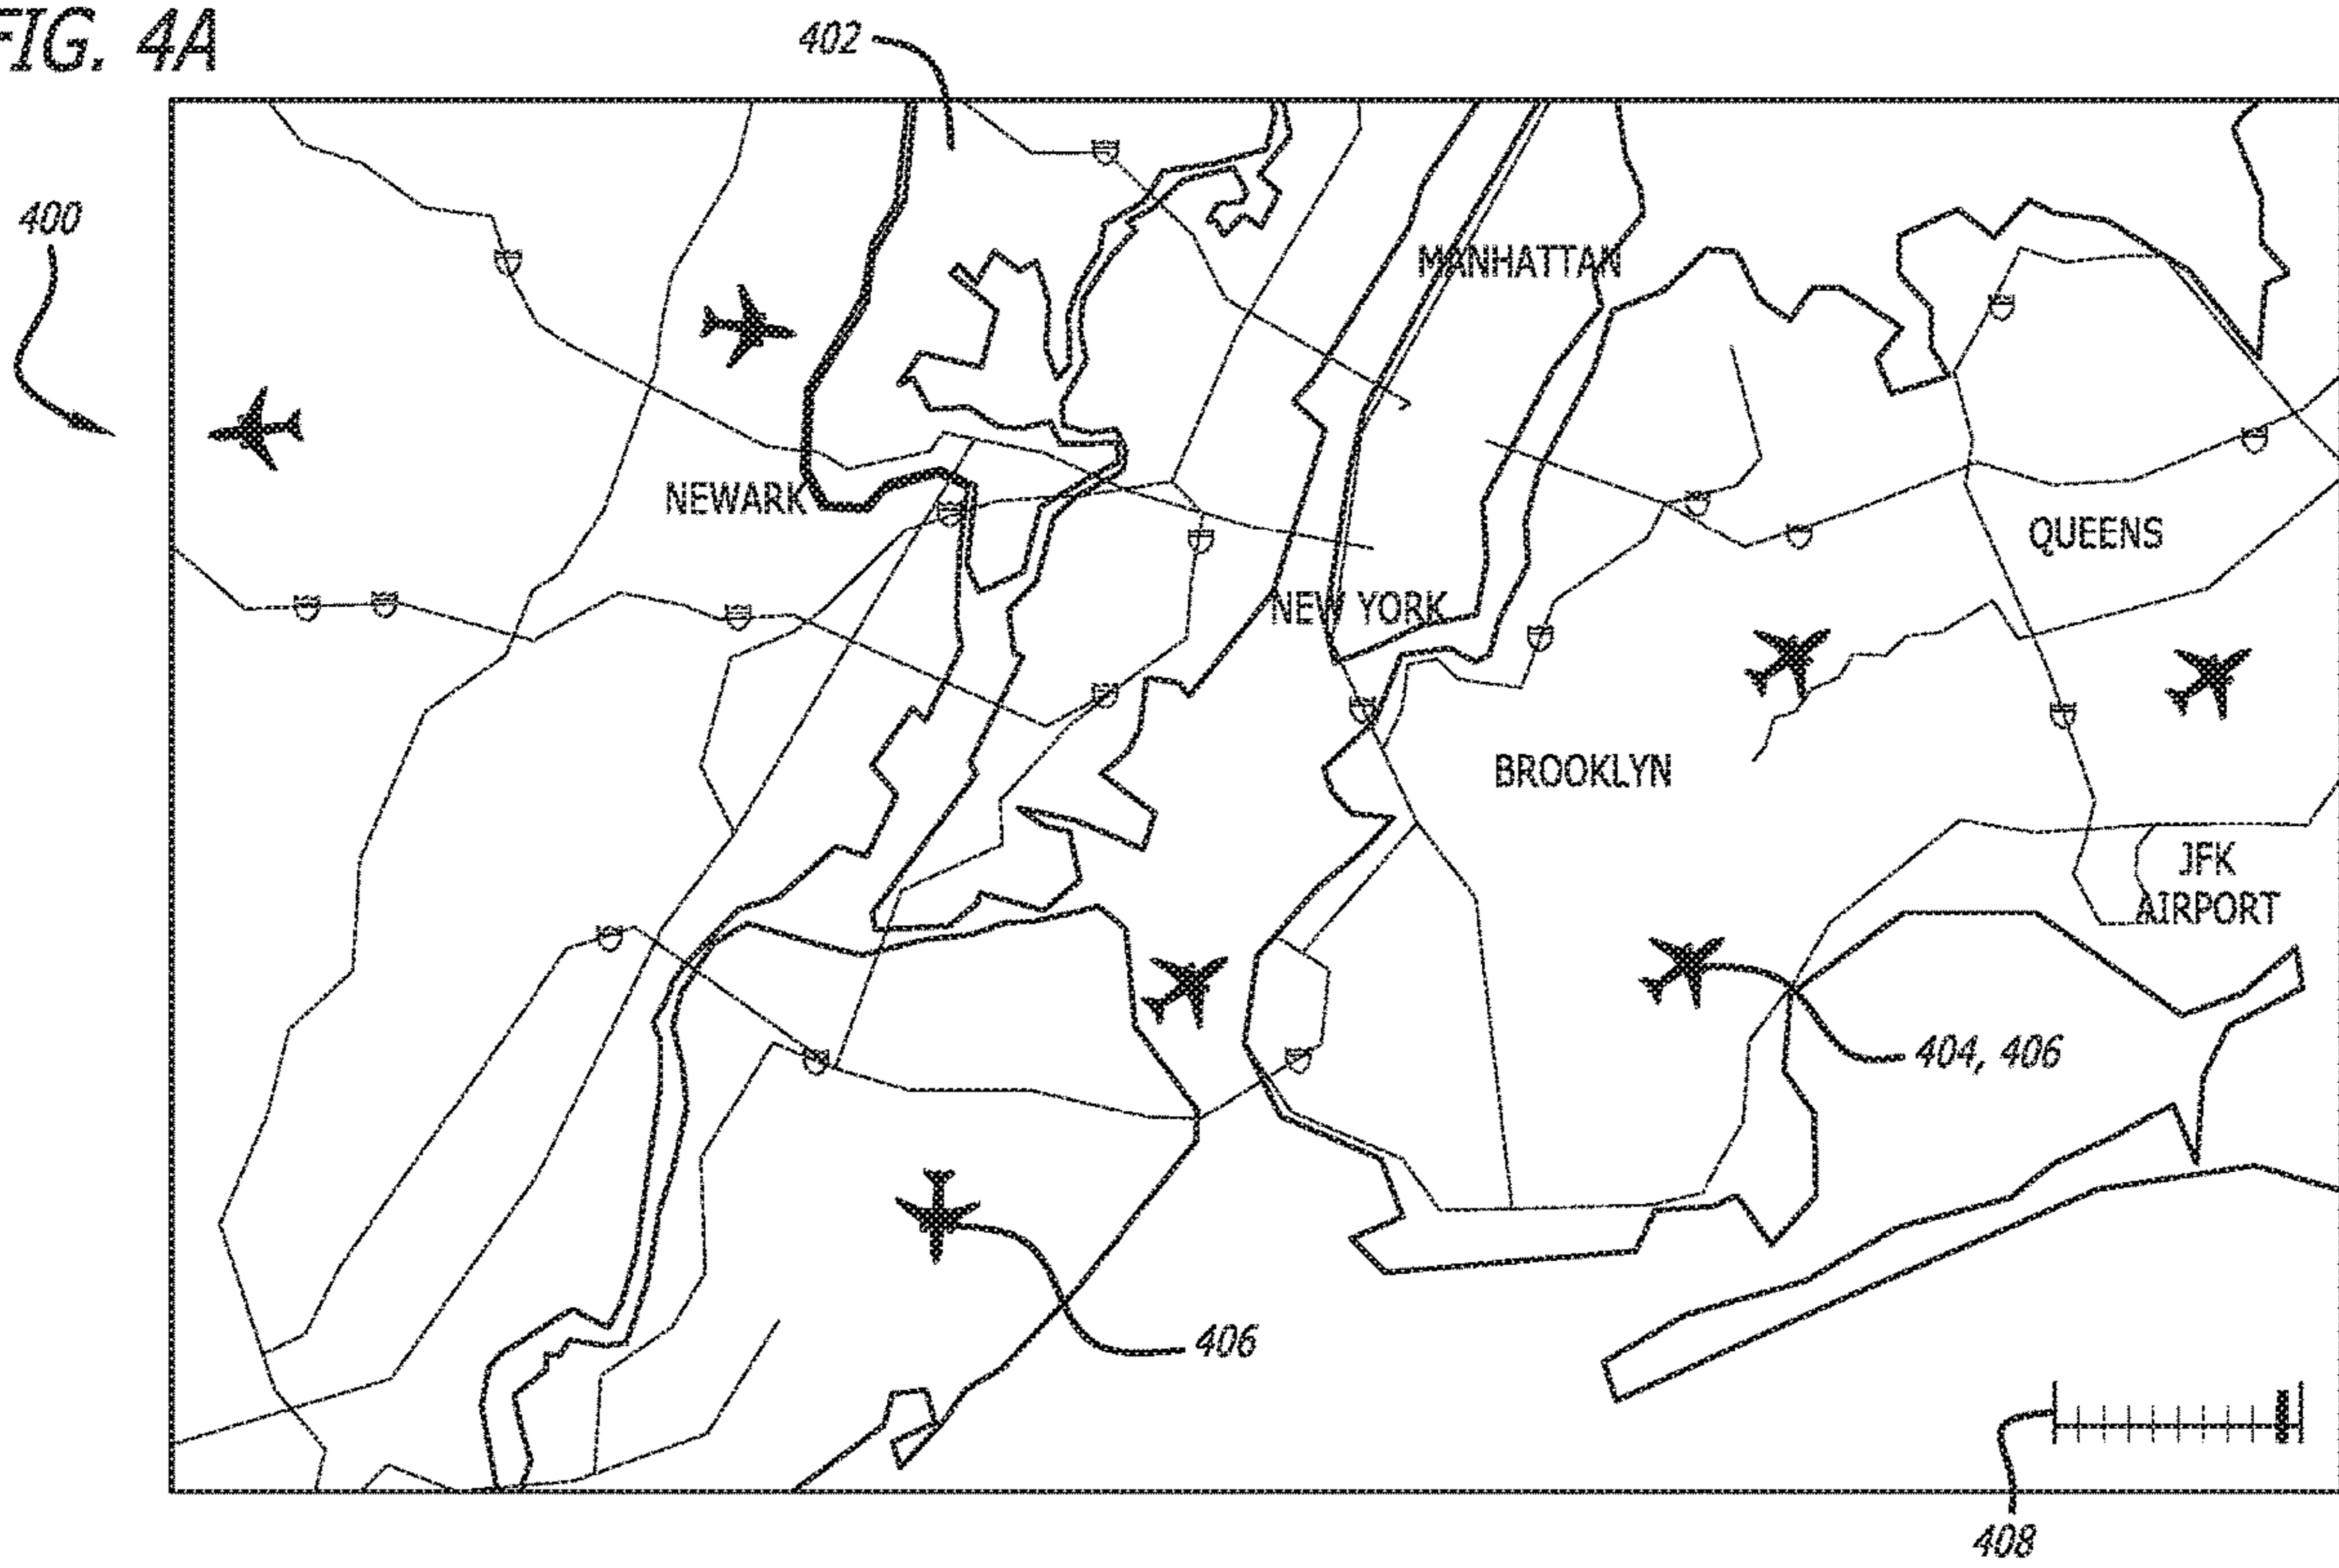 FIG. 4A
402
400
MANHATTAN
NEWARK
QUEENS
NEW YORK
BROOKLYN
JFK
AIRPORT
404, 406
406
408